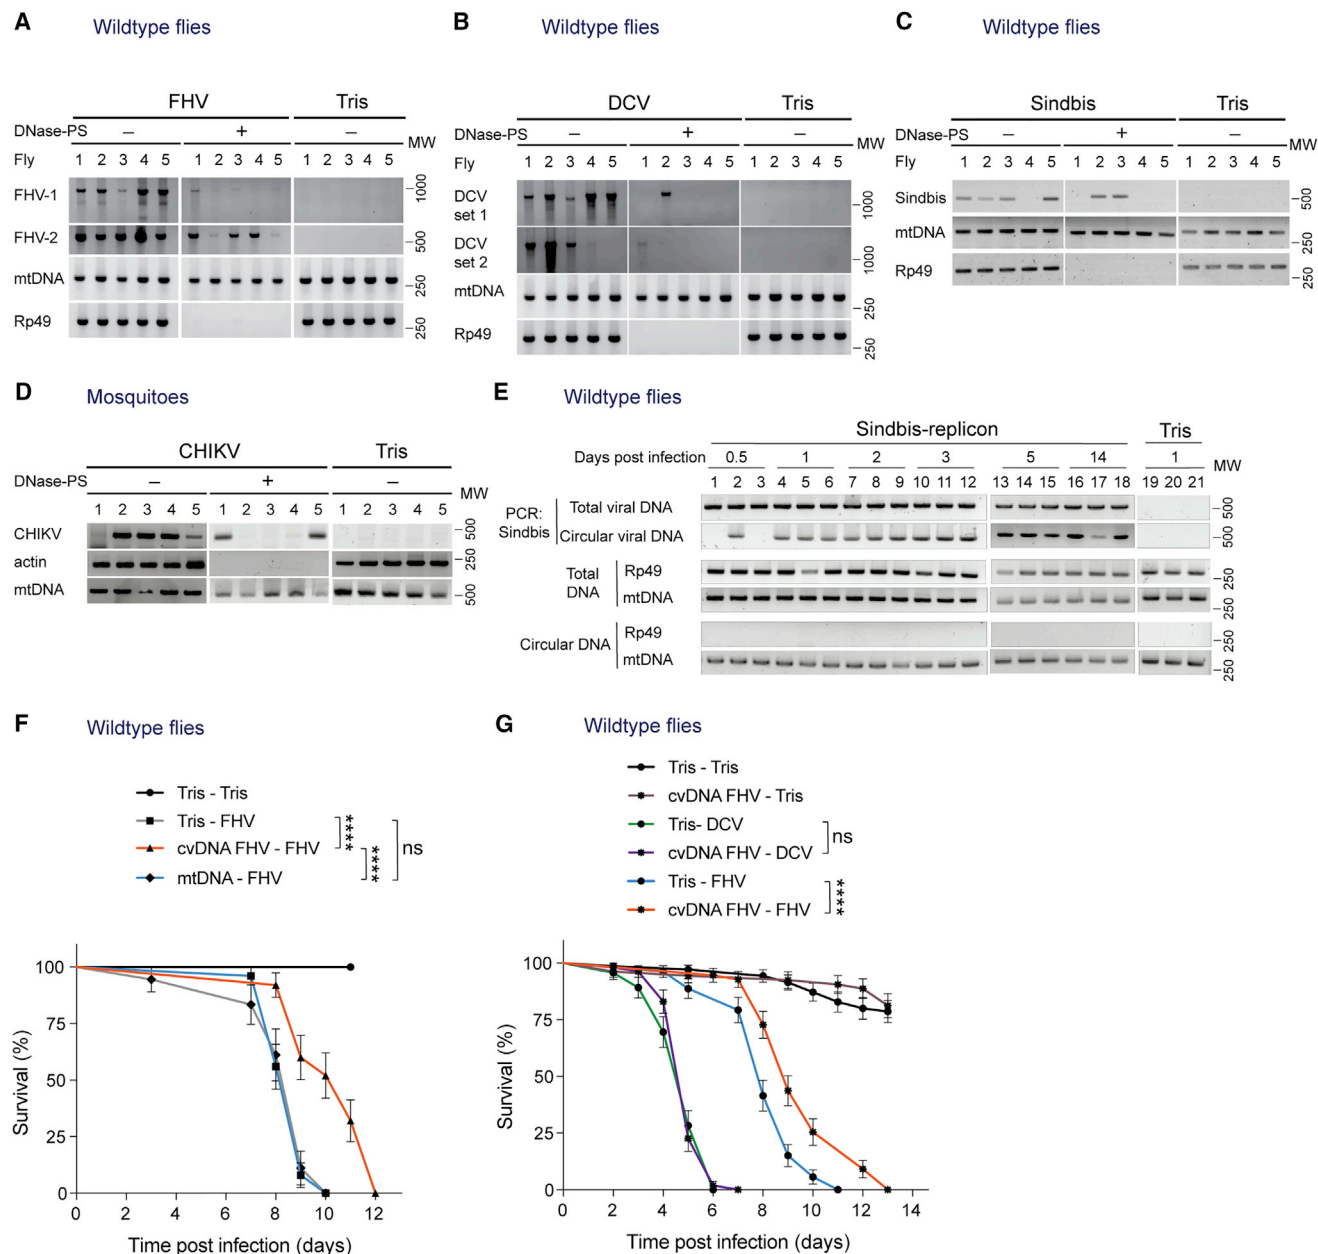 A Wildtype flies
FHV Tris
DNase-PS – + –
MW
Fly 1 2 3 4 5 1 2 3 4 5 1 2 3 4 5
FHV-1 –1000
FHV-2 –500
mtDNA –250
Rp49 –250
B Wildtype flies
DCV Tris
DNase-PS – + –
MW
Fly 1 2 3 4 5 1 2 3 4 5 1 2 3 4 5
DCV set 1 –1000
DCV set 2 –1000
mtDNA –250
Rp49 –250
C Wildtype flies
Sindbis Tris
DNase-PS – + –
MW
Fly 1 2 3 4 5 1 2 3 4 5 1 2 3 4 5
Sindbis –500
mtDNA –250
Rp49 –250
D Mosquitoes
CHIKV Tris
DNase-PS – + –
MW
1 2 3 4 5 1 2 3 4 5 1 2 3 4 5
CHIKV –500
actin –250
mtDNA –500
E Wildtype flies
Sindbis-replicon Tris
Days post infection 0.5 1 2 3 5 14 1
MW
1 2 3 4 5 6 7 8 9 10 11 12 13 14 15 16 17 18 19 20 21
PCR: Sindbis
Total viral DNA –500
Circular viral DNA –500
Total DNA
Rp49 –250
mtDNA –250
Circular DNA
Rp49
mtDNA –250
F Wildtype flies
Tris - Tris
Tris - FHV
cvDNA FHV - FHV
mtDNA - FHV
****
****
ns
Survival (%)
100
75
50
25
0
0 2 4 6 8 10 12
Time post infection (days)
G Wildtype flies
Tris - Tris
cvDNA FHV - Tris
Tris- DCV
cvDNA FHV - DCV
ns
Tris - FHV
cvDNA FHV - FHV
****
Survival (%)
100
75
50
25
0
0 2 4 6 8 10 12 14
Time post infection (days)